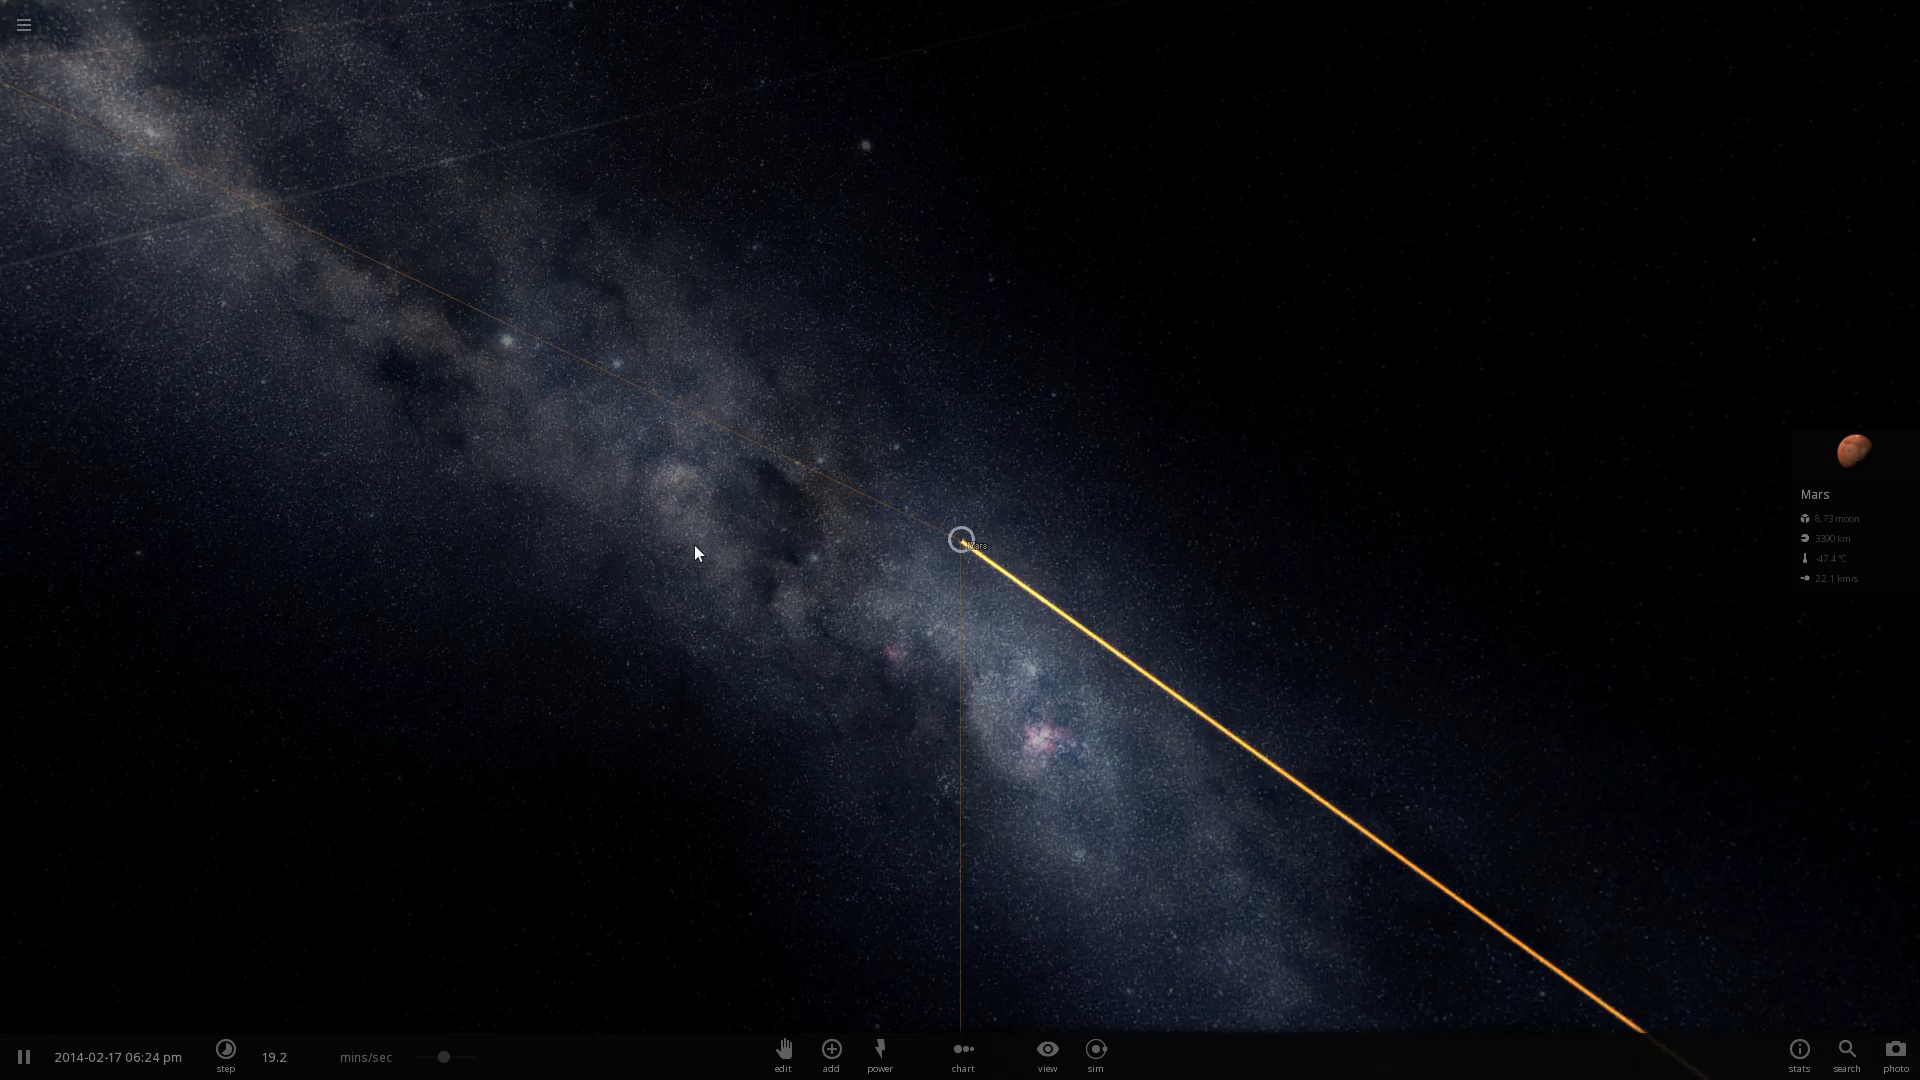 Mars
Mars
8.73 moon
3390 km
-47.4 °C
22.1 km/s
2014-02-17 06:24 pm
step
19.2
mins/sec
edit
add
power
chart
view
sim
stats
search
photo